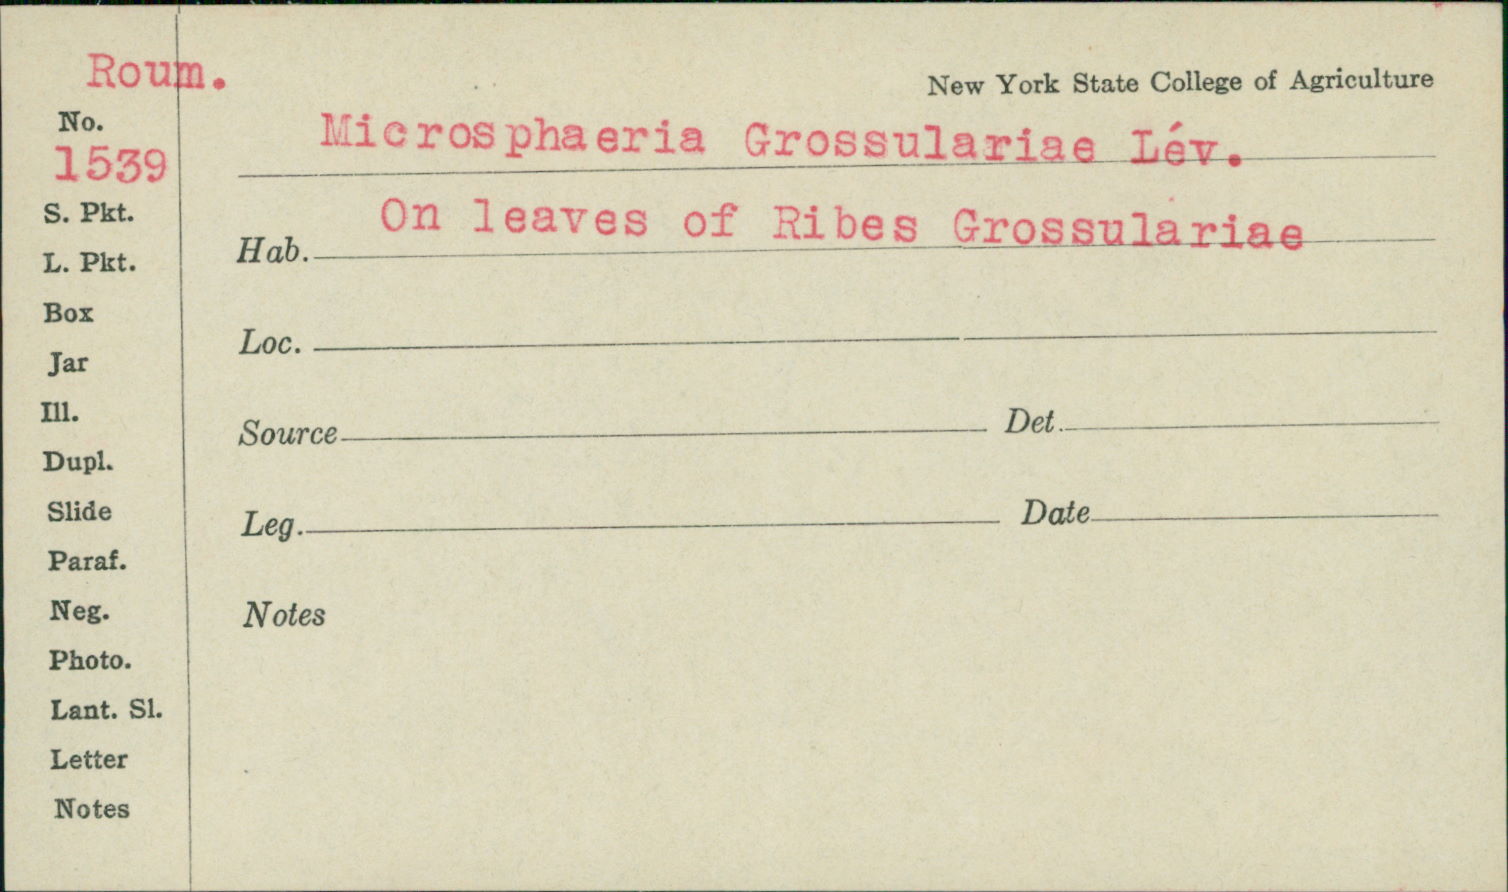 Roum.
New York State College of Agriculture
No.
1539
Microsphaeria Grossulariae Lév.
S. Pkt.
Hab. On leaves of Ribes Grossulariae
L. Pkt.
Box
Loc.
Jar
Ill.
Source Det.
Dupl.
Slide
Leg. Date
Paraf.
Neg.
Notes
Photo.
Lant. Sl.
Letter
Notes